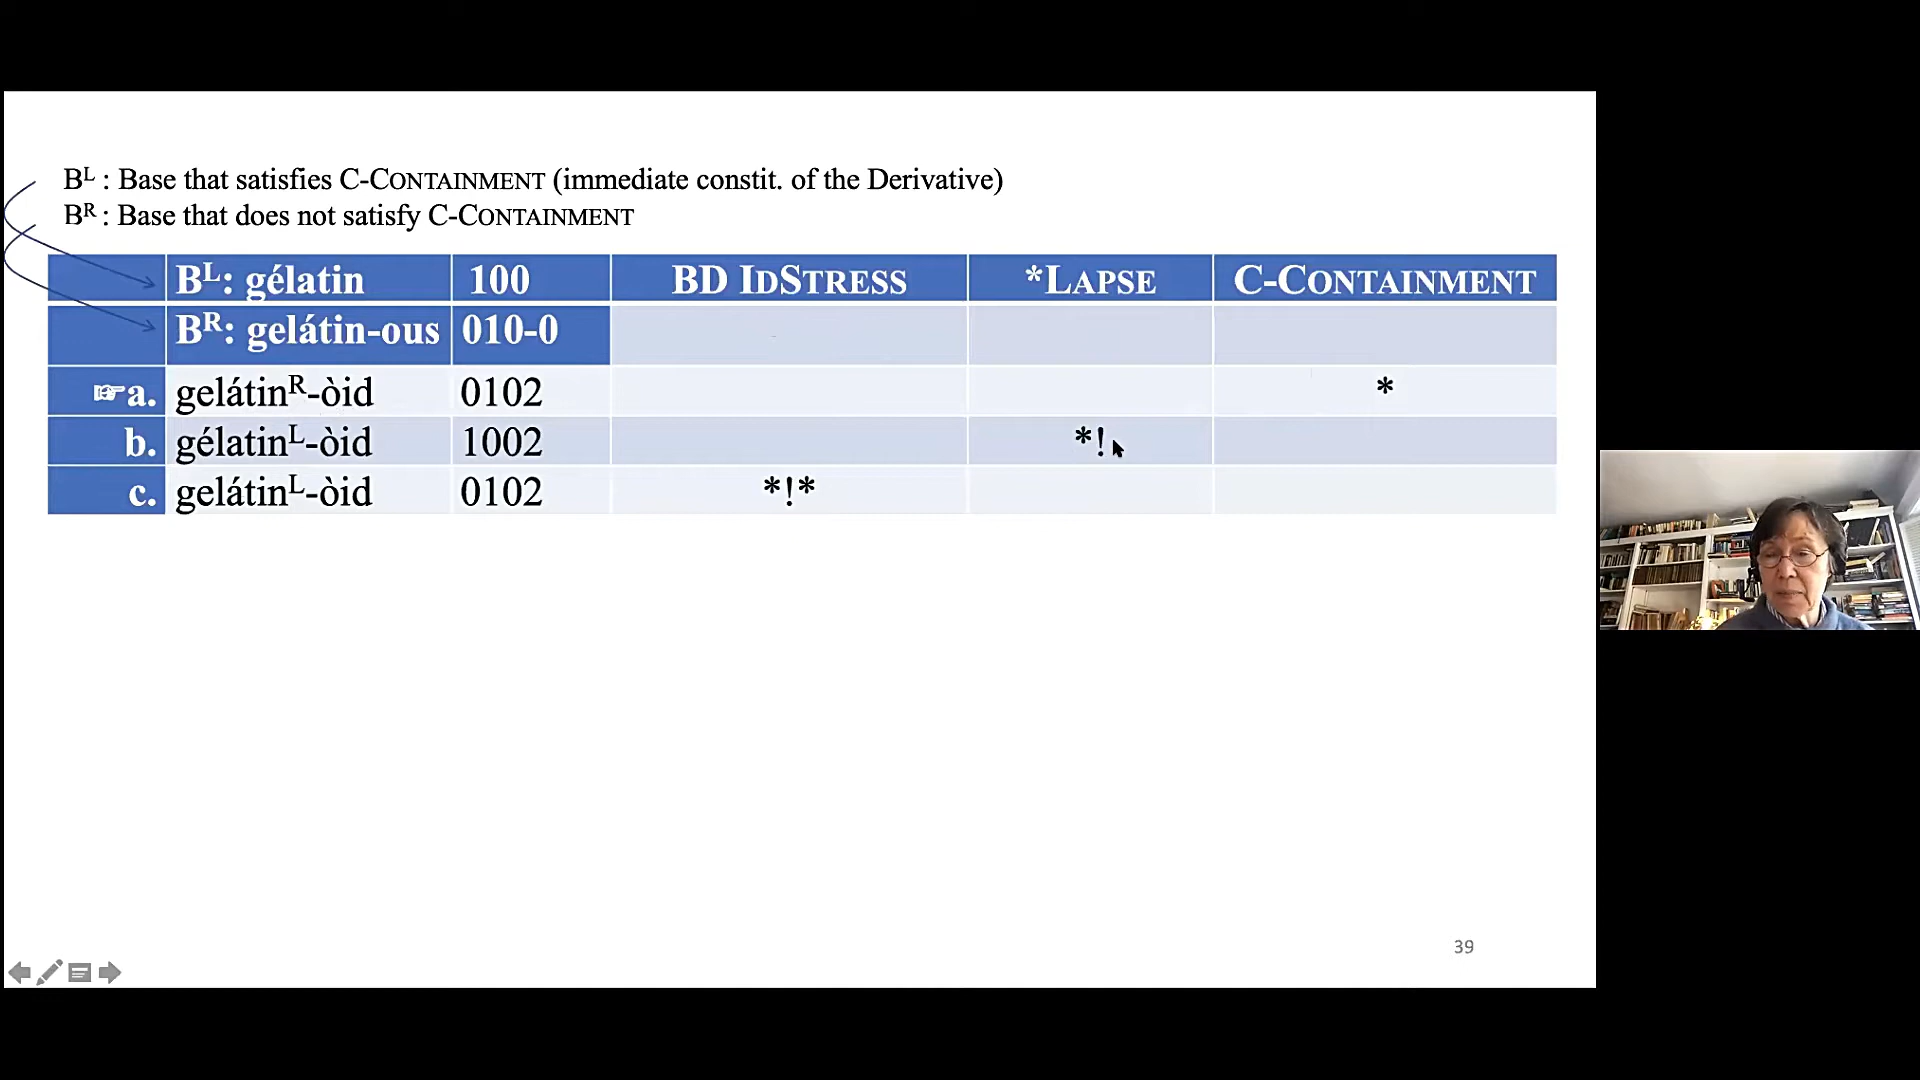 Bᴸ : Base that satisfies C-CONTAINMENT (immediate constit. of the Derivative)
Bᴿ : Base that does not satisfy C-CONTAINMENT
Bᴸ: gélatin 100 BD IDSTRESS *LAPSE C-CONTAINMENT
Bᴿ: gelátin-ous 010-0
☞a. gelátinᴿ-òid 0102 *
b. gélatinᴸ-òid 1002 *!
c. gelátinᴸ-òid 0102 *!*
39